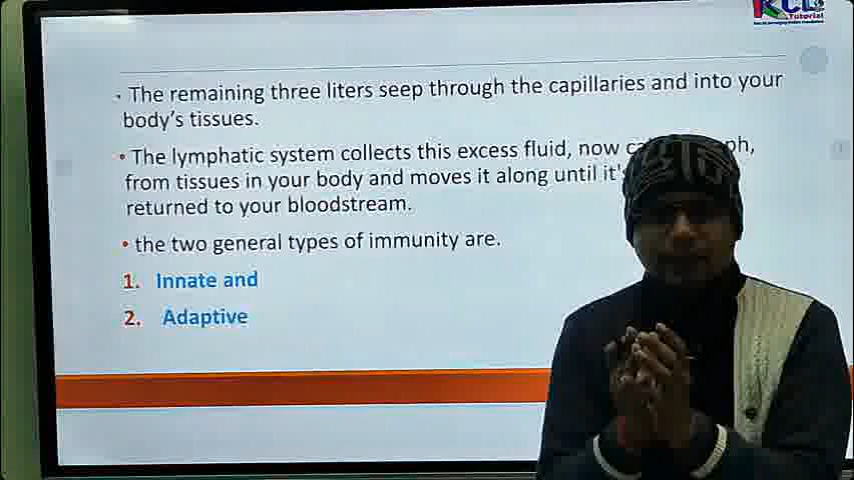 Tutorial
• The remaining three liters seep through the capillaries and into your
body's tissues.
• The lymphatic system collects this excess fluid, now
from tissues in your body and moves it along until it's
returned to your bloodstream.
• the two general types of immunity are.
1. Innate and
2. Adaptive